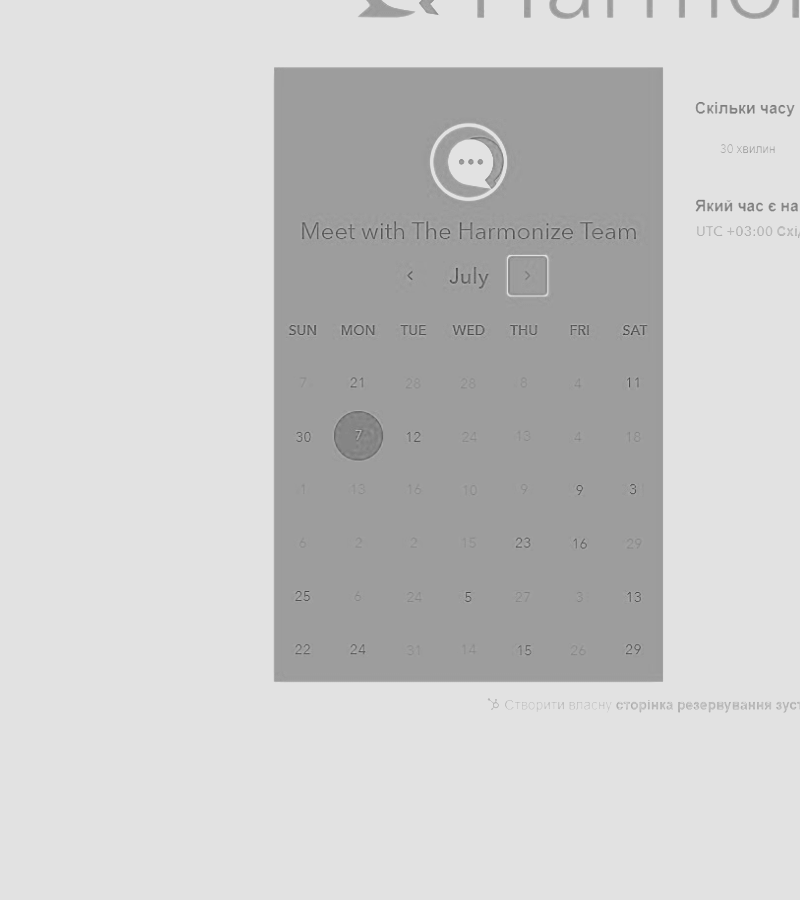 Harmo
Скільки часу
30 хвилин
Meet with The Harmonize Team
Який час є на
UTC +03:00 Схі
July
SUN MON TUE WED THU FRI SAT
7 21 28 28 8 4 11
30 7 12 24 13 4 18
1 13 16 10 9 9 3
6 2 2 15 23 16 29
25 6 24 5 27 3 13
22 24 31 14 15 26 29
Створити власну сторінка резервування зуст